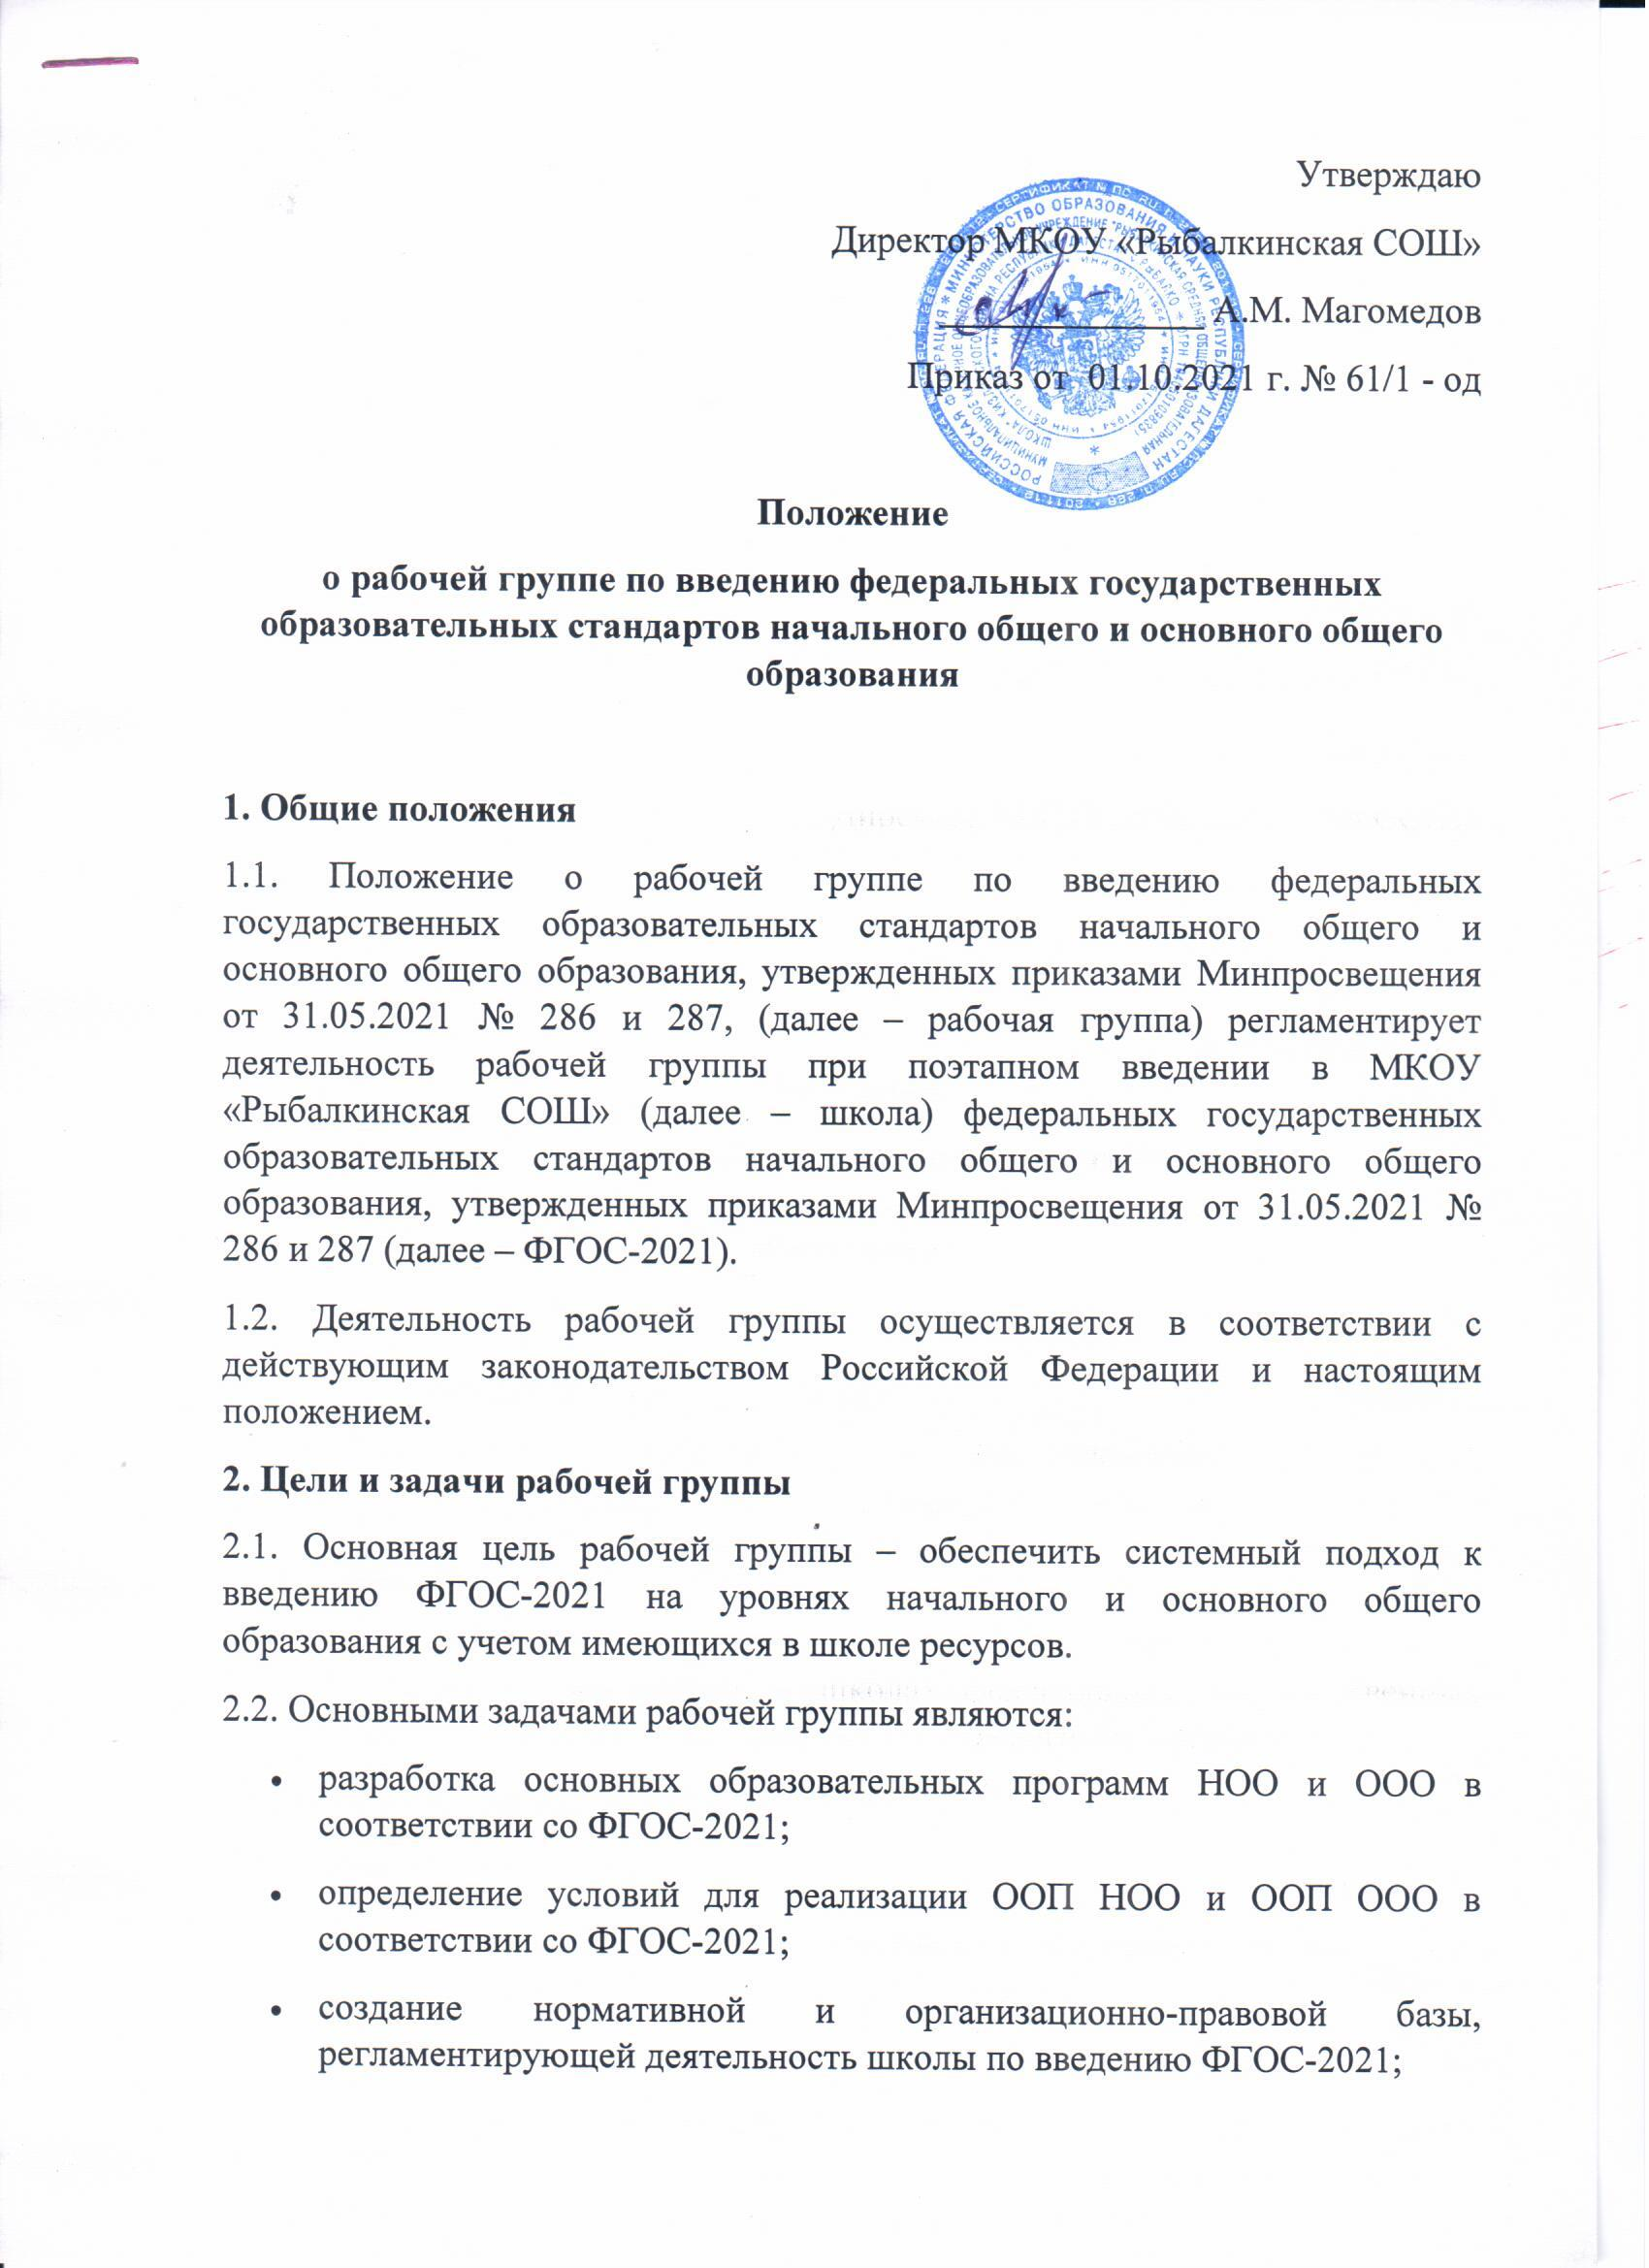 Утверждаю
Директор МКОУ «Рыбалкинская СОШ»
А.М. Магомедов
Приказ от 01.10.2021 г. № 61/1 - од
РОССИЙСКАЯ ФЕДЕРАЦИЯ * МИНИСТЕРСТВО ОБРАЗОВАНИЯ И НАУКИ РЕСПУБЛИКИ ДАГЕСТАН
Положение
о рабочей группе по введению федеральных государственных
образовательных стандартов начального общего и основного общего
образования
1. Общие положения
1.1. Положение о рабочей группе по введению федеральных
государственных образовательных стандартов начального общего и
основного общего образования, утвержденных приказами Минпросвещения
от 31.05.2021 № 286 и 287, (далее – рабочая группа) регламентирует
деятельность рабочей группы при поэтапном введении в МКОУ
«Рыбалкинская СОШ» (далее – школа) федеральных государственных
образовательных стандартов начального общего и основного общего
образования, утвержденных приказами Минпросвещения от 31.05.2021 №
286 и 287 (далее – ФГОС-2021).
1.2. Деятельность рабочей группы осуществляется в соответствии с
действующим законодательством Российской Федерации и настоящим
положением.
2. Цели и задачи рабочей группы
2.1. Основная цель рабочей группы – обеспечить системный подход к
введению ФГОС-2021 на уровнях начального и основного общего
образования с учетом имеющихся в школе ресурсов.
2.2. Основными задачами рабочей группы являются:
• разработка основных образовательных программ НОО и ООО в
соответствии со ФГОС-2021;
• определение условий для реализации ООП НОО и ООП ООО в
соответствии со ФГОС-2021;
• создание нормативной и организационно-правовой базы,
регламентирующей деятельность школы по введению ФГОС-2021;